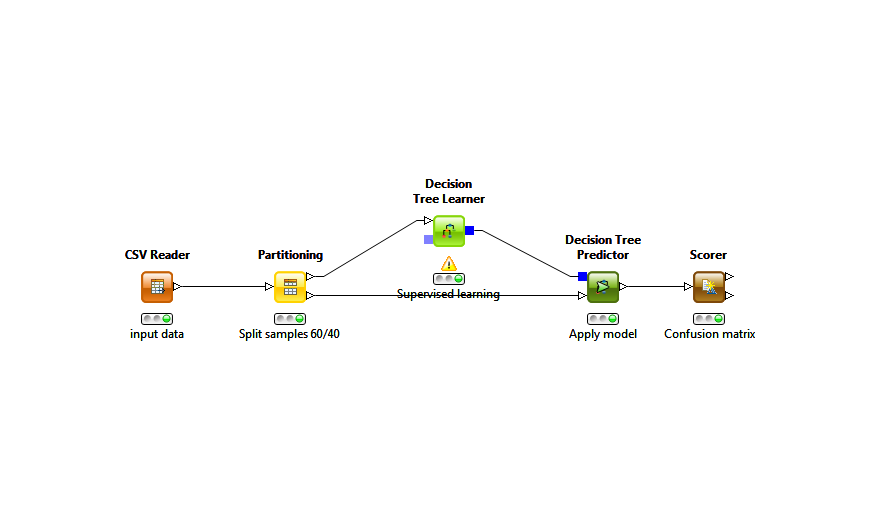 Decision
Tree Learner
CSV Reader
Partitioning
Decision Tree
Predictor
Scorer
Supervised learning
input data
Split samples 60/40
Apply model
Confusion matrix